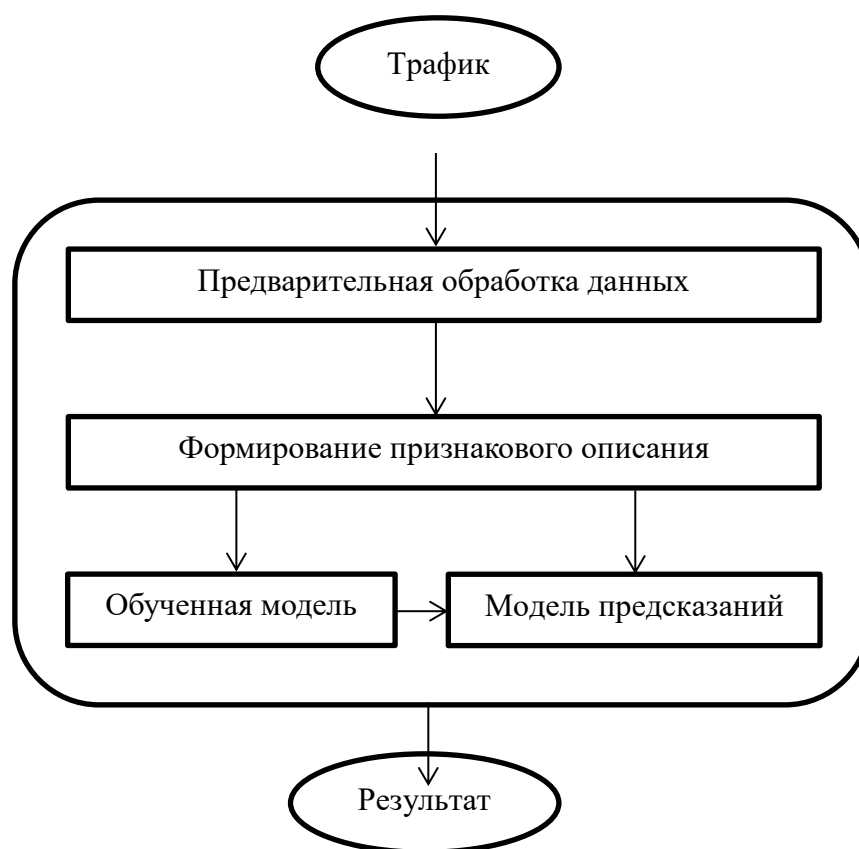 Трафик
Предварительная обработка данных
Формирование признакового описания
Обученная модель
Модель предсказаний
Результат